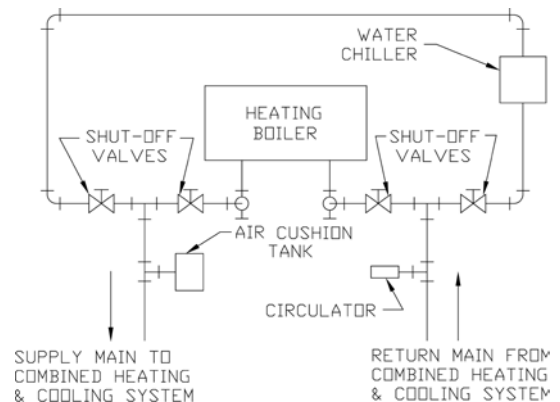 WATER
CHILLER
HEATING
BOILER
SHUT-OFF
VALVES
SHUT-OFF
VALVES
AIR CUSHION
TANK
CIRCULATOR
SUPPLY MAIN TO
COMBINED HEATING
& COOLING SYSTEM
RETURN MAIN FROM
COMBINED HEATING
& COOLING SYSTEM